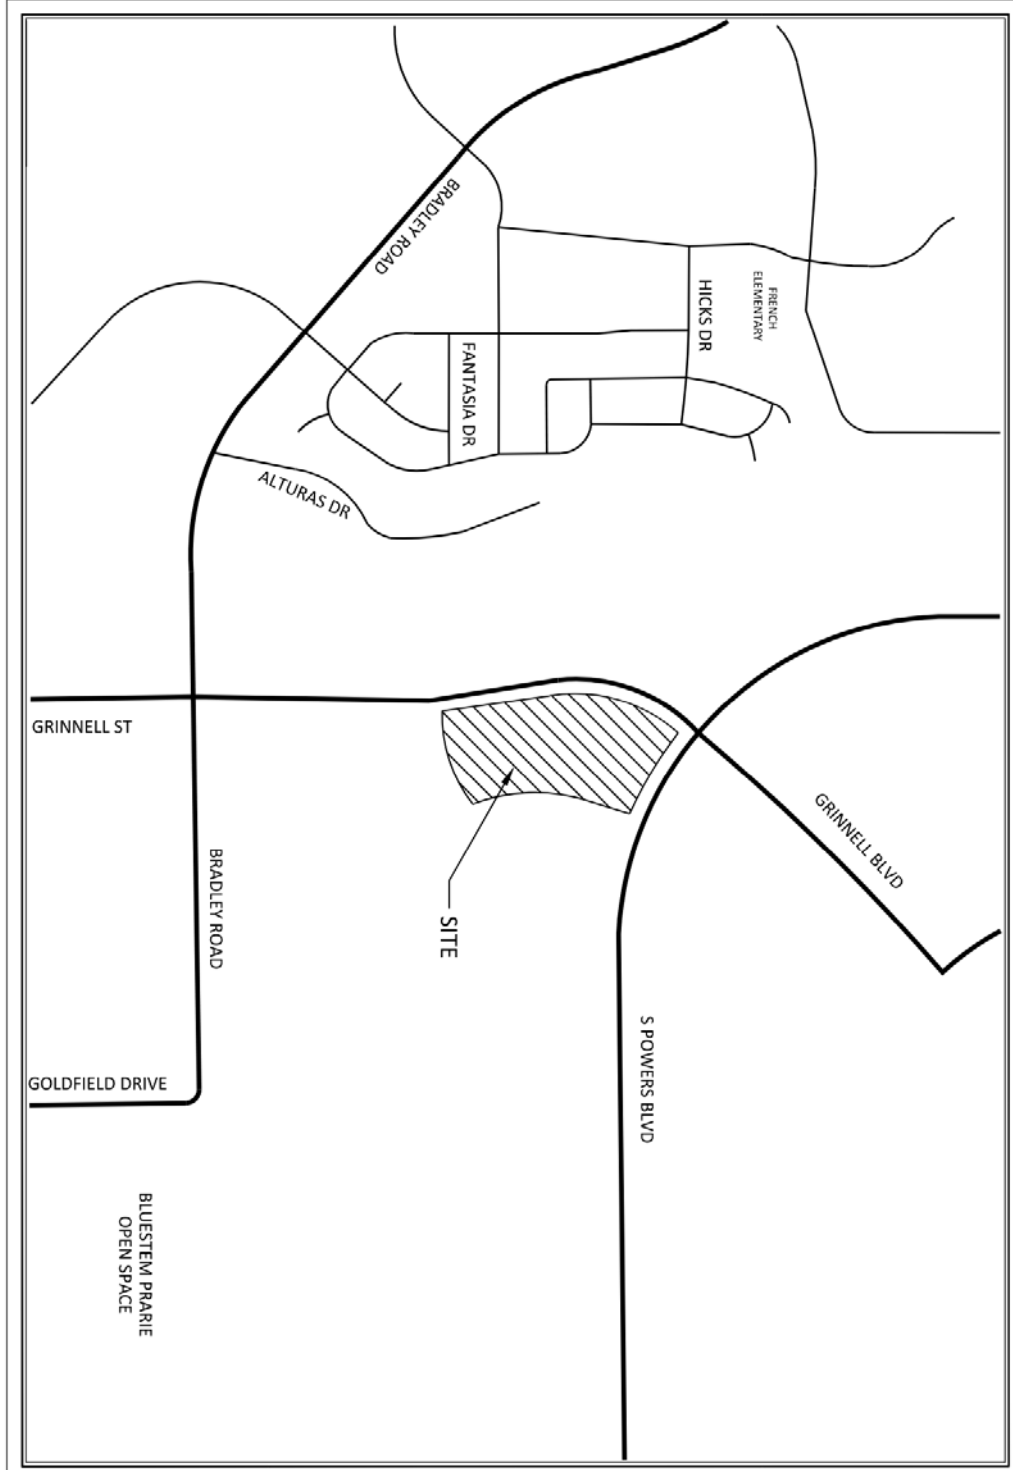 BRADLEY ROAD
FRENCH
ELEMENTARY
HICKS DR
FANTASIA DR
ALTURAS DR
GRINNELL ST
GRINNELL BLVD
BRADLEY ROAD
SITE
S POWERS BLVD
GOLDFIELD DRIVE
BLUESTEM PRARIE
OPEN SPACE